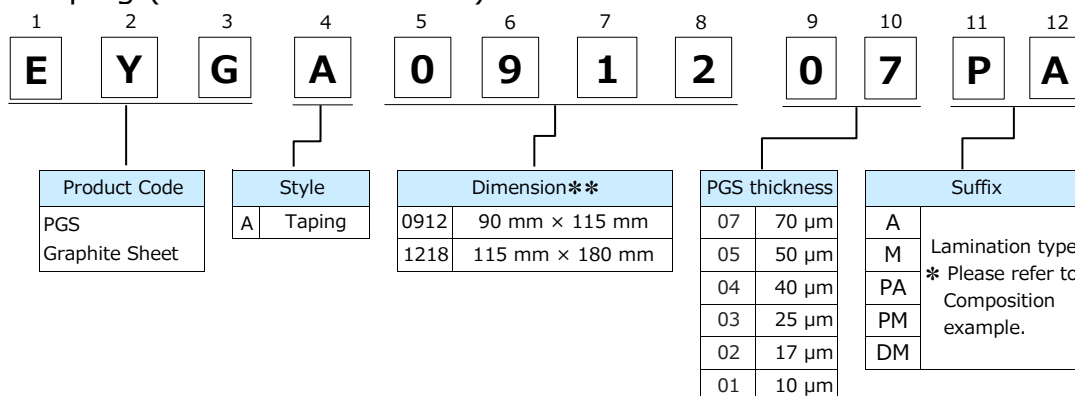 1 2 3 4 5 6 7 8 9 10 11 12
E Y G A 0 9 1 2 0 7 P A
Product Code
PGS
Graphite Sheet
Style
A Taping
Dimension**
0912 90 mm × 115 mm
1218 115 mm × 180 mm
PGS thickness
07 70 µm
05 50 µm
04 40 µm
03 25 µm
02 17 µm
01 10 µm
Suffix
A
M
PA
PM
DM
Lamination type
* Please refer to
Composition
example.